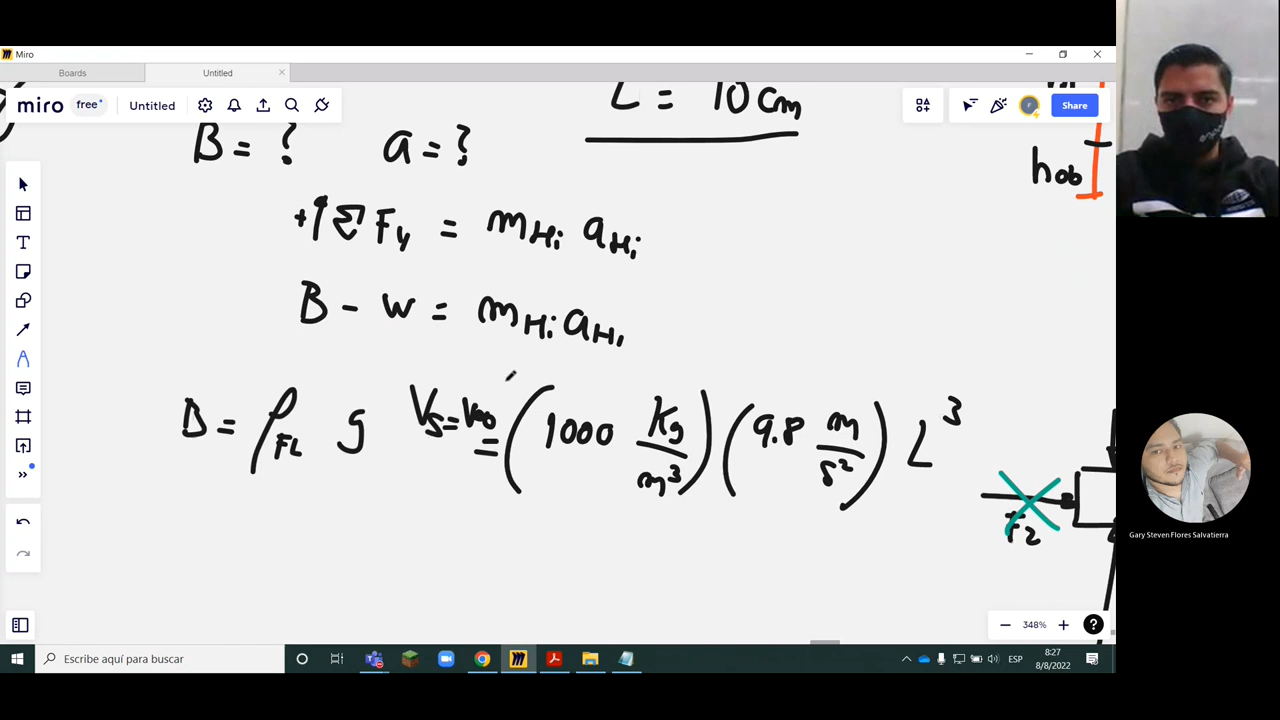 Miro
Boards
Untitled
miro free Untitled
Share
L = 10 cm
B = ? a = ?
hob
+↑ Σ Fy = mHi aHi
B - w = mHi aHi
B = ρFL g Vs = Vob = (1000 kg/m³) (9.8 m/s²) L³
F2
Gary Steven Flores Salvatierra
348%
Escribe aquí para buscar
ESP
8:27
8/8/2022